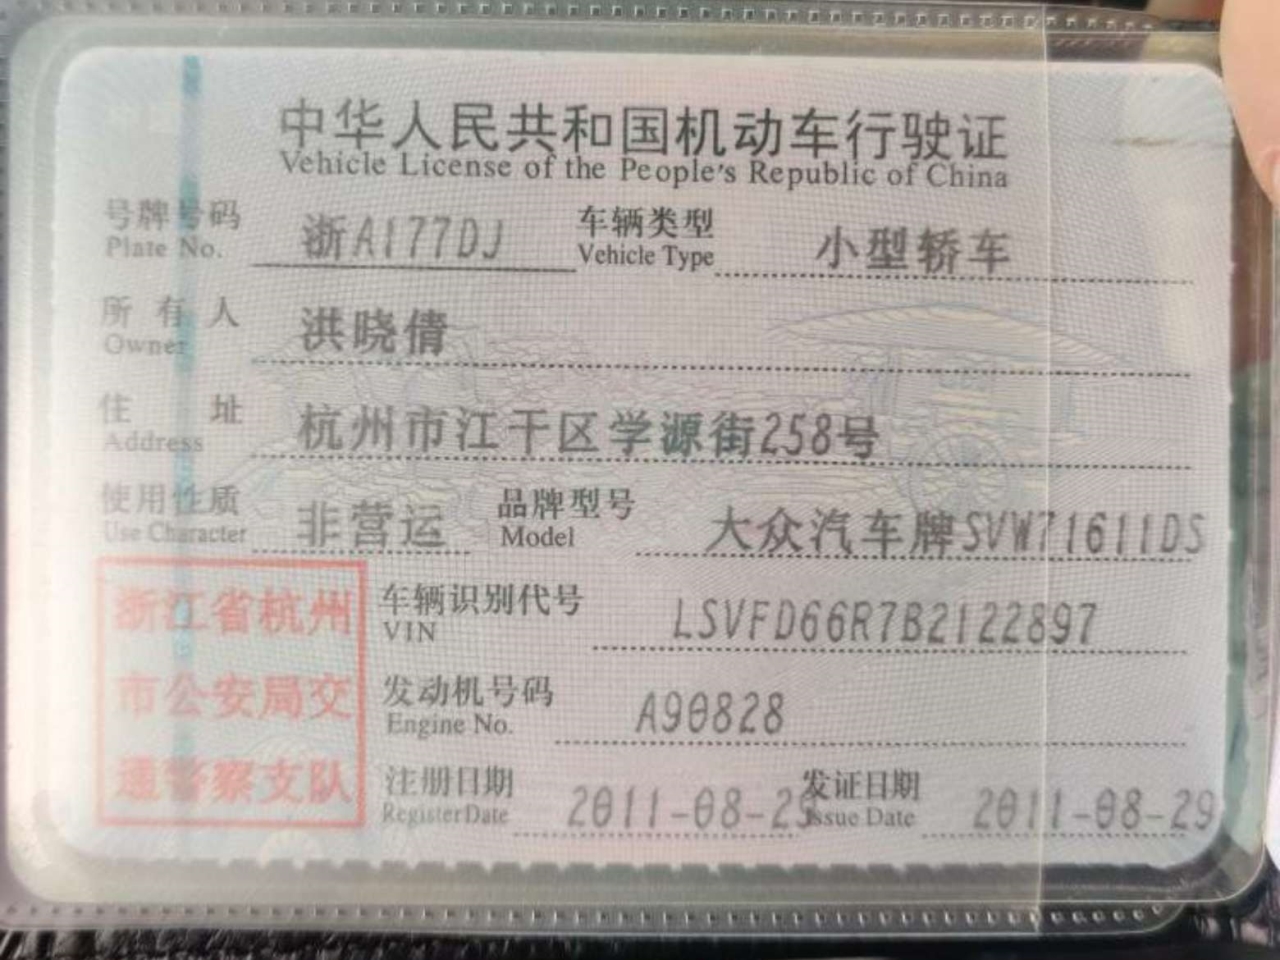 中华人民共和国机动车行驶证
Vehicle License of the People's Republic of China
号牌号码 浙A177DJ 车辆类型 小型轿车
Plate No. Vehicle Type
所有人 洪晓倩
Owner
住址 杭州市江干区学源街258号
Address
使用性质 非营运 品牌型号 大众汽车牌SVW71611DS
Use Character Model
浙江省杭州
市公安局交
通警察支队
车辆识别代号 LSVFD66R7B2122897
VIN
发动机号码 A90828
Engine No.
注册日期 2011-08-29 发证日期 2011-08-29
Register Date Issue Date